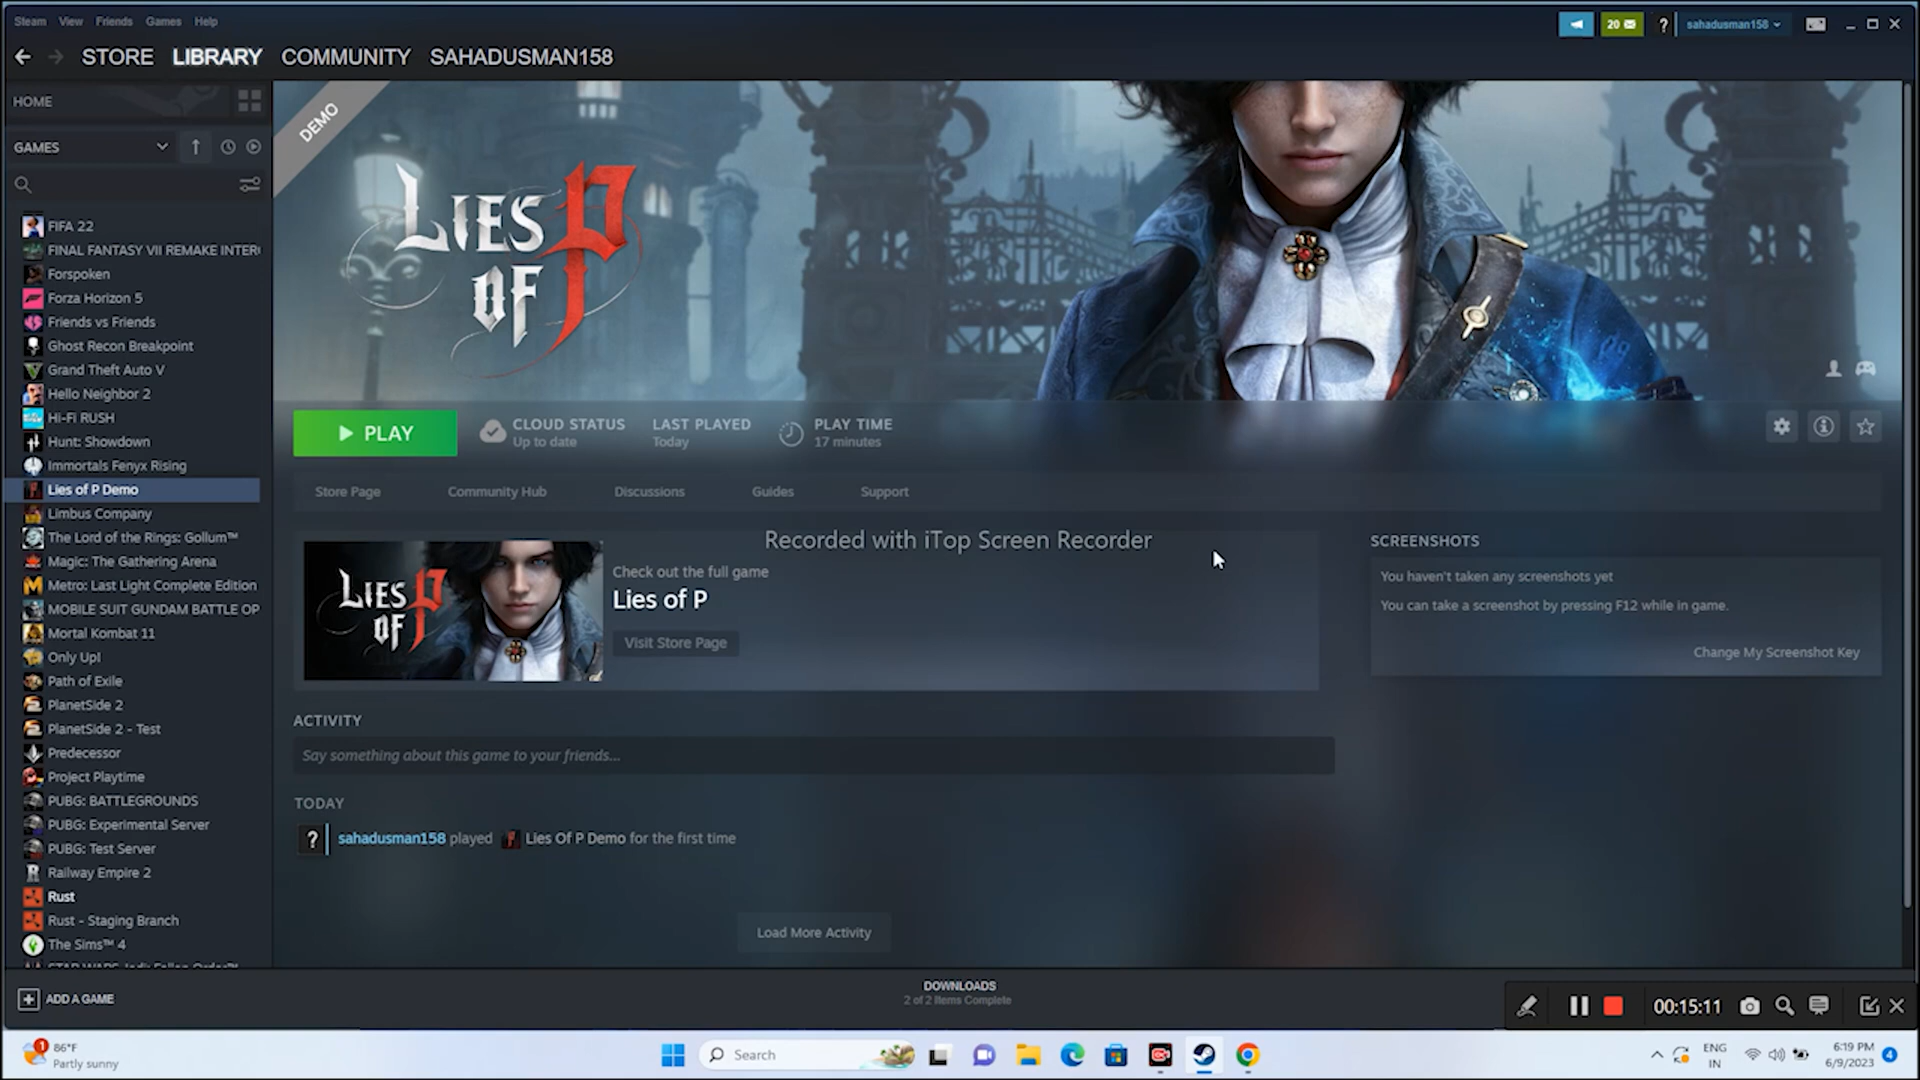 Steam View Friends Games Help
20
?
sahadusman158
STORE LIBRARY COMMUNITY SAHADUSMAN158
HOME
GAMES
FIFA 22
FINAL FANTASY VII REMAKE INTER
Forspoken
Forza Horizon 5
Friends vs Friends
Ghost Recon Breakpoint
Grand Theft Auto V
Hello Neighbor 2
Hi-Fi RUSH
Hunt: Showdown
Immortals Fenyx Rising
Lies of P Demo
Limbus Company
The Lord of the Rings: Gollum™
Magic: The Gathering Arena
Metro: Last Light Complete Edition
MOBILE SUIT GUNDAM BATTLE OP
Mortal Kombat 11
Only Up!
Path of Exile
PlanetSide 2
PlanetSide 2 - Test
Predecessor
Project Playtime
PUBG: BATTLEGROUNDS
PUBG: Experimental Server
PUBG: Test Server
Railway Empire 2
Rust
Rust - Staging Branch
The Sims™ 4
ADD A GAME
DEMO
LIES
OF P
PLAY
CLOUD STATUS
Up to date
LAST PLAYED
Today
PLAY TIME
17 minutes
Store Page Community Hub Discussions Guides Support
Recorded with iTop Screen Recorder
LIES
OF P
Check out the full game
Lies of P
Visit Store Page
SCREENSHOTS
You haven't taken any screenshots yet
You can take a screenshot by pressing F12 while in game.
Change My Screenshot Key
ACTIVITY
Say something about this game to your friends...
TODAY
? sahadusman158 played Lies Of P Demo for the first time
Load More Activity
DOWNLOADS
2 of 2 Items Complete
00:15:11
1
86°F
Partly sunny
Search
ENG
IN
6:19 PM
6/9/2023
4